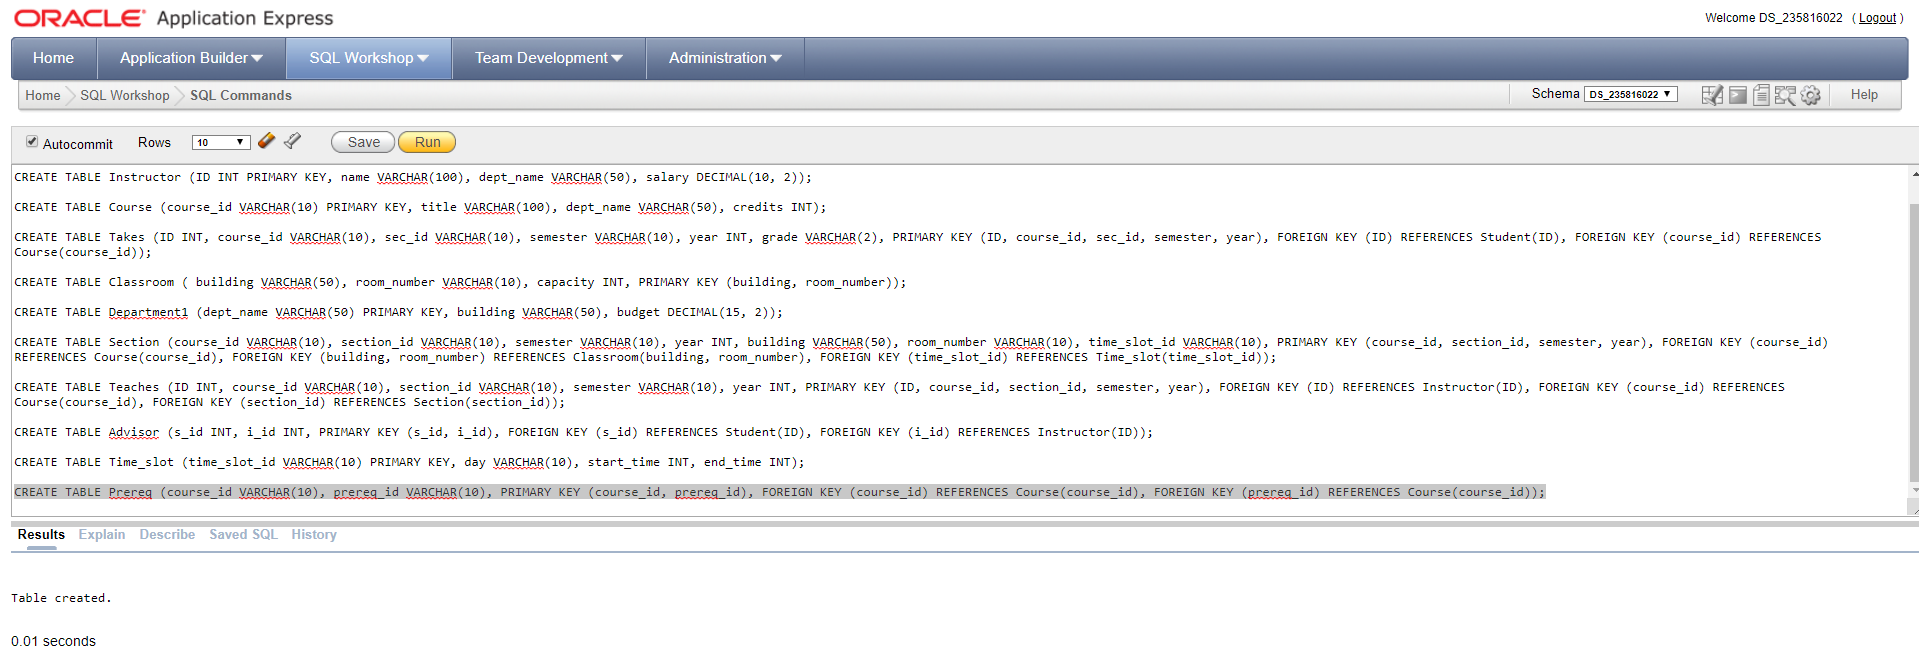 ORACLE Application Express
Welcome DS_235816022 ( Logout )
Home Application Builder SQL Workshop Team Development Administration
Home SQL Workshop SQL Commands Schema DS_235816022 Help
Autocommit Rows 10 Save Run
CREATE TABLE Instructor (ID INT PRIMARY KEY, name VARCHAR(100), dept_name VARCHAR(50), salary DECIMAL(10, 2));
CREATE TABLE Course (course_id VARCHAR(10) PRIMARY KEY, title VARCHAR(100), dept_name VARCHAR(50), credits INT);
CREATE TABLE Takes (ID INT, course_id VARCHAR(10), sec_id VARCHAR(10), semester VARCHAR(10), year INT, grade VARCHAR(2), PRIMARY KEY (ID, course_id, sec_id, semester, year), FOREIGN KEY (ID) REFERENCES Student(ID), FOREIGN KEY (course_id) REFERENCES
Course(course_id));
CREATE TABLE Classroom ( building VARCHAR(50), room_number VARCHAR(10), capacity INT, PRIMARY KEY (building, room_number));
CREATE TABLE Department1 (dept_name VARCHAR(50) PRIMARY KEY, building VARCHAR(50), budget DECIMAL(15, 2));
CREATE TABLE Section (course_id VARCHAR(10), section_id VARCHAR(10), semester VARCHAR(10), year INT, building VARCHAR(50), room_number VARCHAR(10), time_slot_id VARCHAR(10), PRIMARY KEY (course_id, section_id, semester, year), FOREIGN KEY (course_id)
REFERENCES Course(course_id), FOREIGN KEY (building, room_number) REFERENCES Classroom(building, room_number), FOREIGN KEY (time_slot_id) REFERENCES Time_slot(time_slot_id));
CREATE TABLE Teaches (ID INT, course_id VARCHAR(10), section_id VARCHAR(10), semester VARCHAR(10), year INT, PRIMARY KEY (ID, course_id, section_id, semester, year), FOREIGN KEY (ID) REFERENCES Instructor(ID), FOREIGN KEY (course_id) REFERENCES
Course(course_id), FOREIGN KEY (section_id) REFERENCES Section(section_id));
CREATE TABLE Advisor (s_id INT, i_id INT, PRIMARY KEY (s_id, i_id), FOREIGN KEY (s_id) REFERENCES Student(ID), FOREIGN KEY (i_id) REFERENCES Instructor(ID));
CREATE TABLE Time_slot (time_slot_id VARCHAR(10) PRIMARY KEY, day VARCHAR(10), start_time INT, end_time INT);
CREATE TABLE Prereq (course_id VARCHAR(10), prereq_id VARCHAR(10), PRIMARY KEY (course_id, prereq_id), FOREIGN KEY (course_id) REFERENCES Course(course_id), FOREIGN KEY (prereq_id) REFERENCES Course(course_id));
Results Explain Describe Saved SQL History
Table created.
0.01 seconds